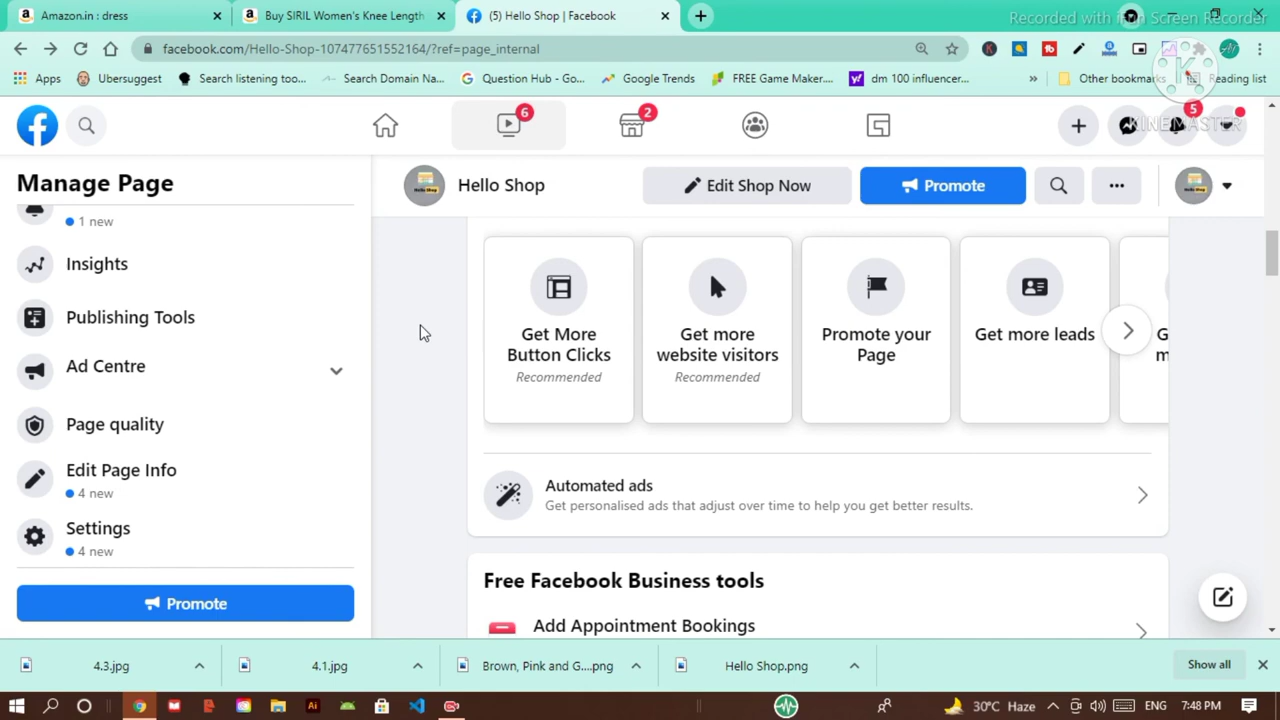 Amazon.in : dress
Buy SIRIL Women's Knee Length
(5) Hello Shop | Facebook
Recorded with iTop Screen Recorder
facebook.com/Hello-Shop-107477651552164/?ref=page_internal
Apps
Ubersuggest
Search listening too...
Search Domain Na...
Question Hub - Go...
Google Trends
FREE Game Maker....
dm 100 influencer...
Other bookmarks
Reading list
KINEMASTER
6
2
5
Manage Page
Hello Shop
Edit Shop Now
Promote
1 new
Insights
Publishing Tools
Ad Centre
Page quality
Edit Page Info
4 new
Settings
4 new
Promote
Get More
Button Clicks
Recommended
Get more
website visitors
Recommended
Promote your
Page
Get more leads
G
m
Automated ads
Get personalised ads that adjust over time to help you get better results.
Free Facebook Business tools
Add Appointment Bookings
4.3.jpg
4.1.jpg
Brown, Pink and G....png
Hello Shop.png
Show all
30°C Haze
ENG
7:48 PM